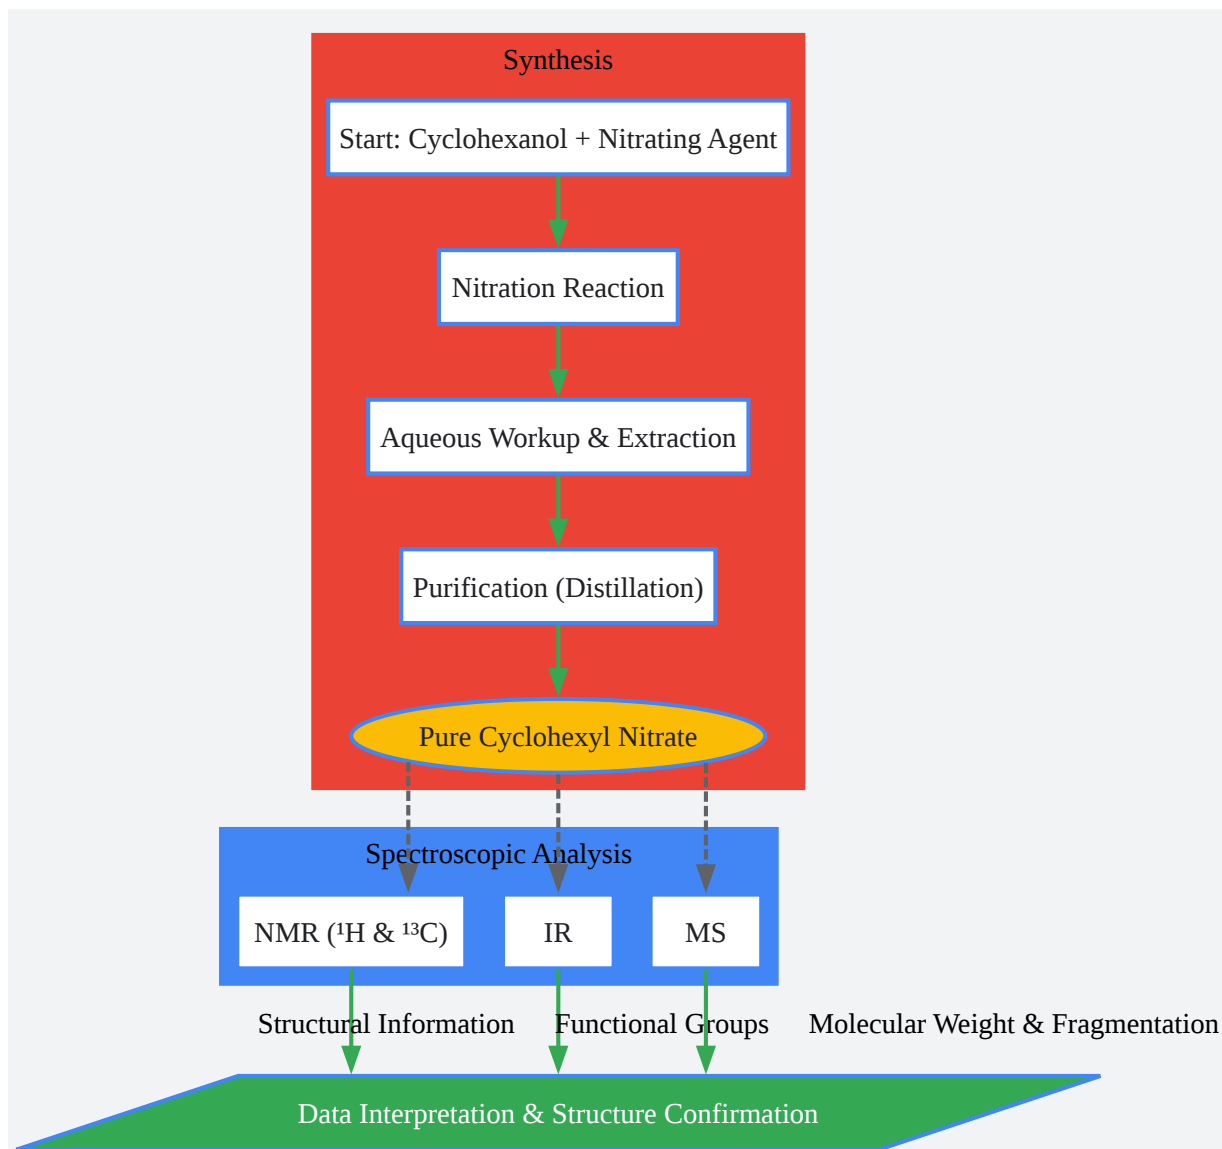 Synthesis
Start: Cyclohexanol + Nitrating Agent
Nitration Reaction
Aqueous Workup & Extraction
Purification (Distillation)
Pure Cyclohexyl Nitrate
Spectroscopic Analysis
NMR (¹H & ¹³C)
IR
MS
Structural Information
Functional Groups
Molecular Weight & Fragmentation
Data Interpretation & Structure Confirmation